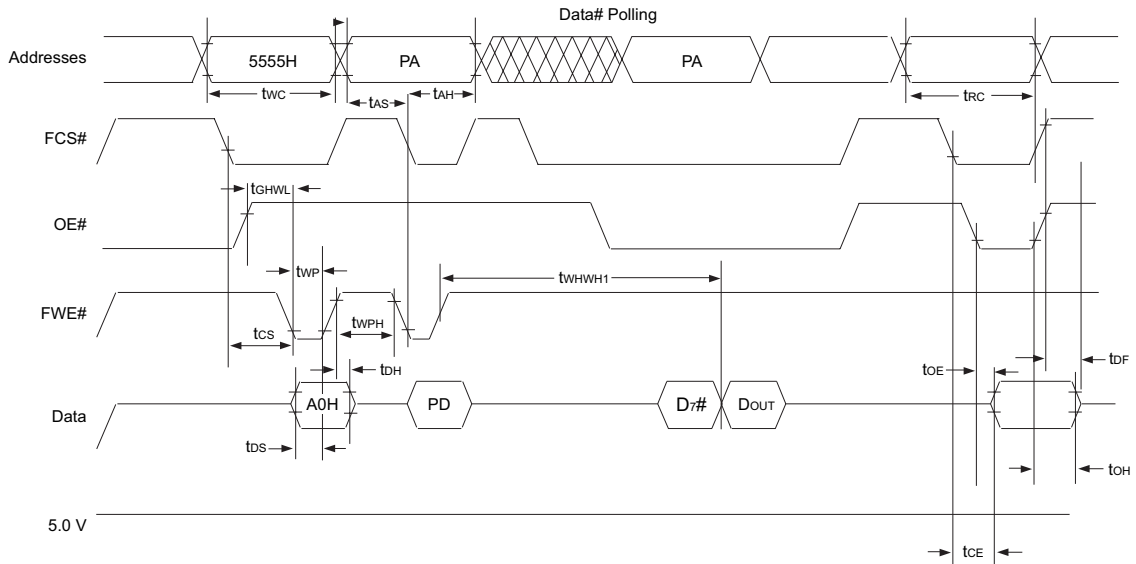 Data# Polling
Addresses
5555H
PA
PA
tWC
tAS
tAH
tRC
FCS#
tGHWL
OE#
tWP
tWHWH1
FWE#
tCS
tWPH
tDH
tOE
tDF
Data
A0H
PD
D7#
DOUT
tDS
tOH
5.0 V
tCE